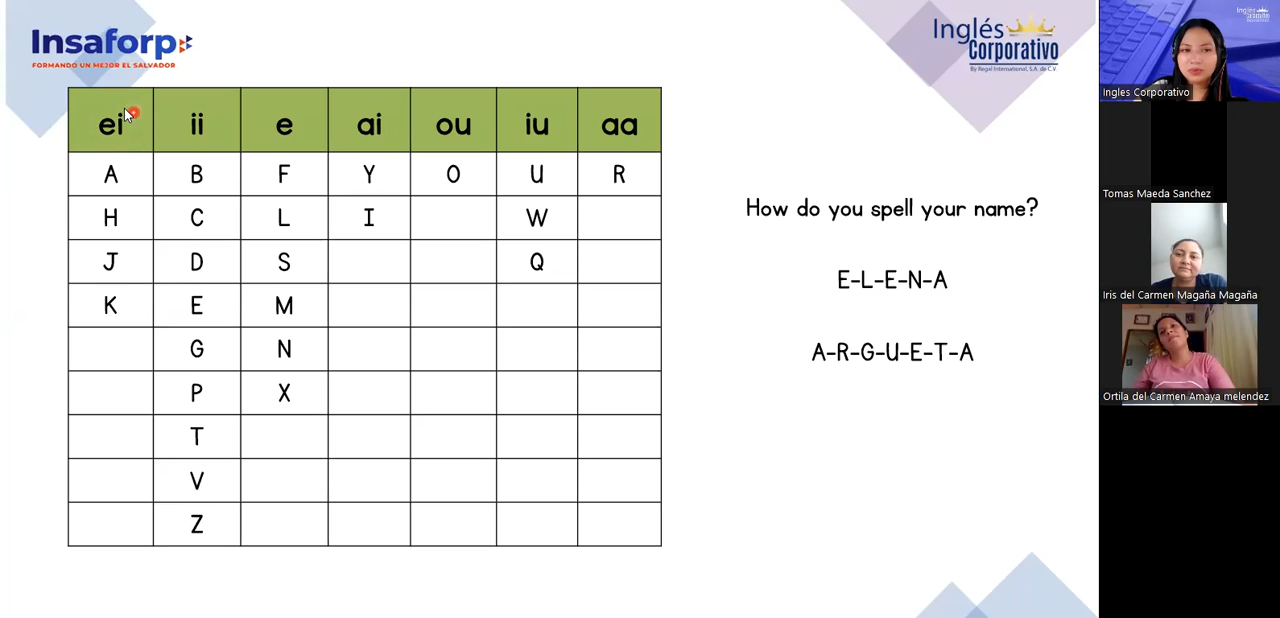 Insaforp
FORMANDO UN MEJOR EL SALVADOR
Inglés
Corporativo
By Regal International, S.A. de C.V.
ei ii e ai ou iu aa
A B F Y O U R
H C L I W
J D S Q
K E M
G N
P X
T
V
Z
How do you spell your name?
E-L-E-N-A
A-R-G-U-E-T-A
Inglés
Ingles Corporativo
Tomas Maeda Sanchez
Iris del Carmen Magaña Magaña
Ortila del Carmen Amaya melendez